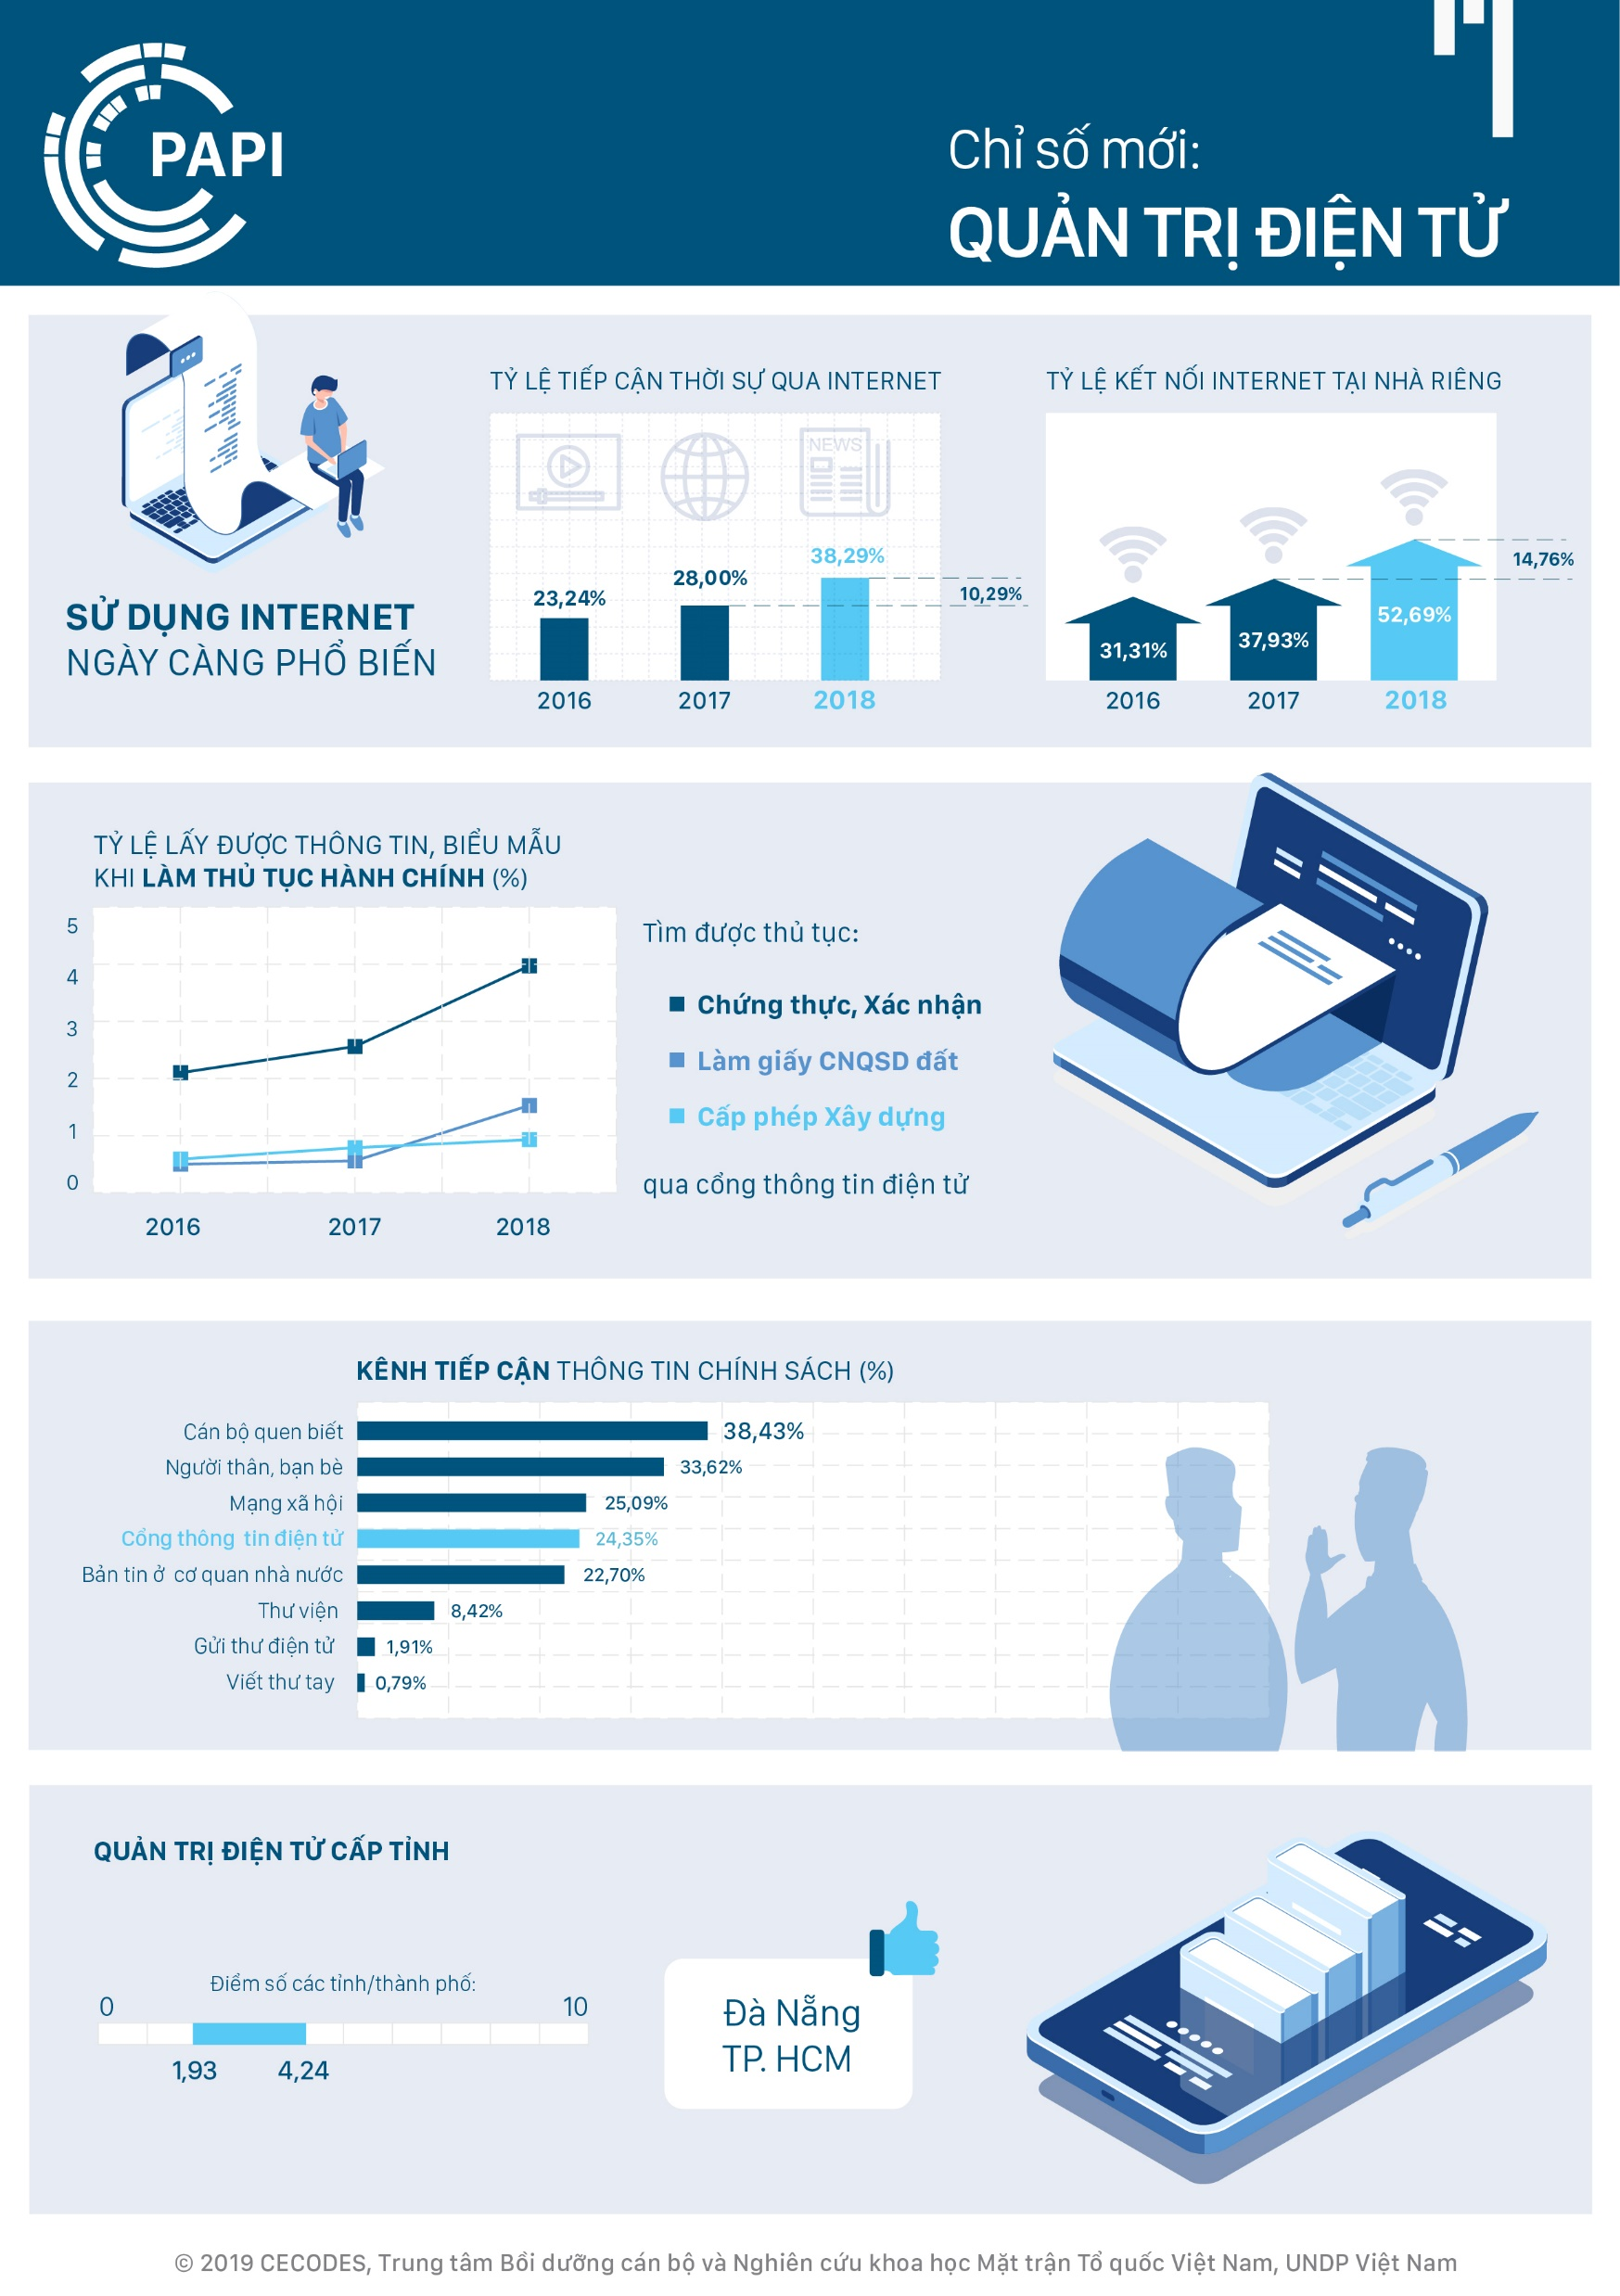 PAPI
Chỉ số mới:
QUẢN TRỊ ĐIỆN TỬ
SỬ DỤNG INTERNET
NGÀY CÀNG PHỔ BIẾN
TỶ LỆ TIẾP CẬN THỜI SỰ QUA INTERNET
NEWS
23,24%
28,00%
38,29%
10,29%
2016
2017
2018
TỶ LỆ KẾT NỐI INTERNET TẠI NHÀ RIÊNG
31,31%
37,93%
52,69%
14,76%
2016
2017
2018
TỶ LỆ LẤY ĐƯỢC THÔNG TIN, BIỂU MẪU
KHI LÀM THỦ TỤC HÀNH CHÍNH (%)
5
4
3
2
1
0
2016
2017
2018
Tìm được thủ tục:
Chứng thực, Xác nhận
Làm giấy CNQSD đất
Cấp phép Xây dựng
qua cổng thông tin điện tử
KÊNH TIẾP CẬN THÔNG TIN CHÍNH SÁCH (%)
Cán bộ quen biết 38,43%
Người thân, bạn bè 33,62%
Mạng xã hội 25,09%
Cổng thông tin điện tử 24,35%
Bản tin ở cơ quan nhà nước 22,70%
Thư viện 8,42%
Gửi thư điện tử 1,91%
Viết thư tay 0,79%
QUẢN TRỊ ĐIỆN TỬ CẤP TỈNH
Điểm số các tỉnh/thành phố:
0 10
1,93 4,24
Đà Nẵng
TP. HCM
© 2019 CECODES, Trung tâm Bồi dưỡng cán bộ và Nghiên cứu khoa học Mặt trận Tổ quốc Việt Nam, UNDP Việt Nam